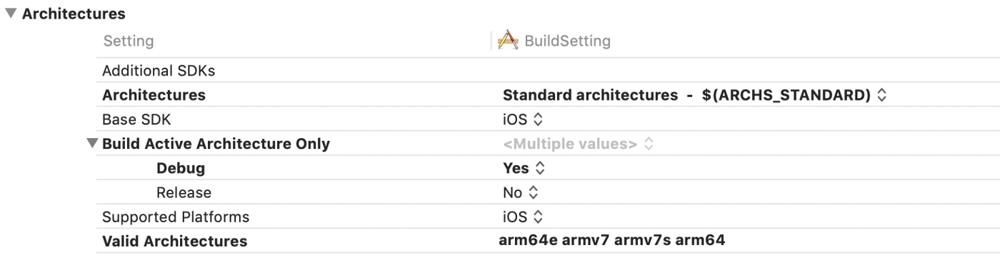 Architectures
Setting BuildSetting
Additional SDKs
Architectures Standard architectures - $(ARCHS_STANDARD)
Base SDK iOS
Build Active Architecture Only <Multiple values>
Debug Yes
Release No
Supported Platforms iOS
Valid Architectures arm64e armv7 armv7s arm64